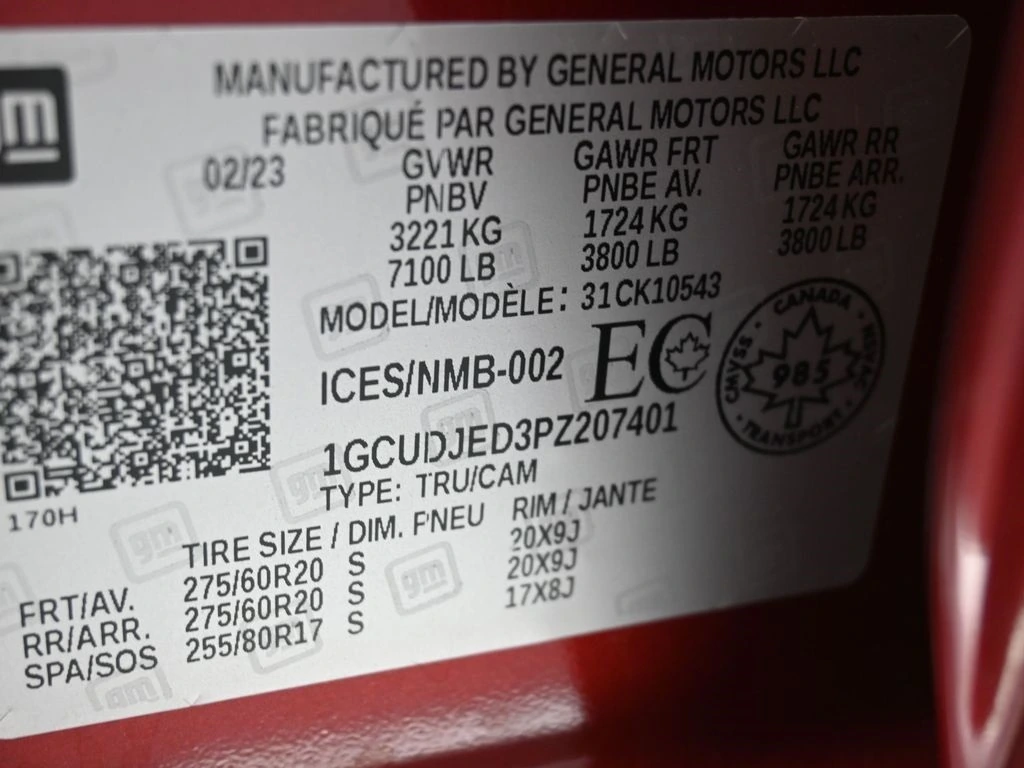 gm
MANUFACTURED BY GENERAL MOTORS LLC
FABRIQUÉ PAR GENERAL MOTORS LLC
02/23 GVWR GAWR FRT GAWR RR
PNBV PNBE AV. PNBE ARR.
3221 KG 1724 KG 1724 KG
7100 LB 3800 LB 3800 LB
MODEL/MODÈLE: 31CK10543
ICES/NMB-002 EC
CANADA
985
TRANSPORT
CMVSS
NSVAC
1GCUDJED3PZ207401
TYPE: TRU/CAM
170H
TIRE SIZE / DIM. PNEU RIM / JANTE
FRT/AV. 275/60R20 S 20X9J
RR/ARR. 275/60R20 S 20X9J
SPA/SOS 255/80R17 S 17X8J